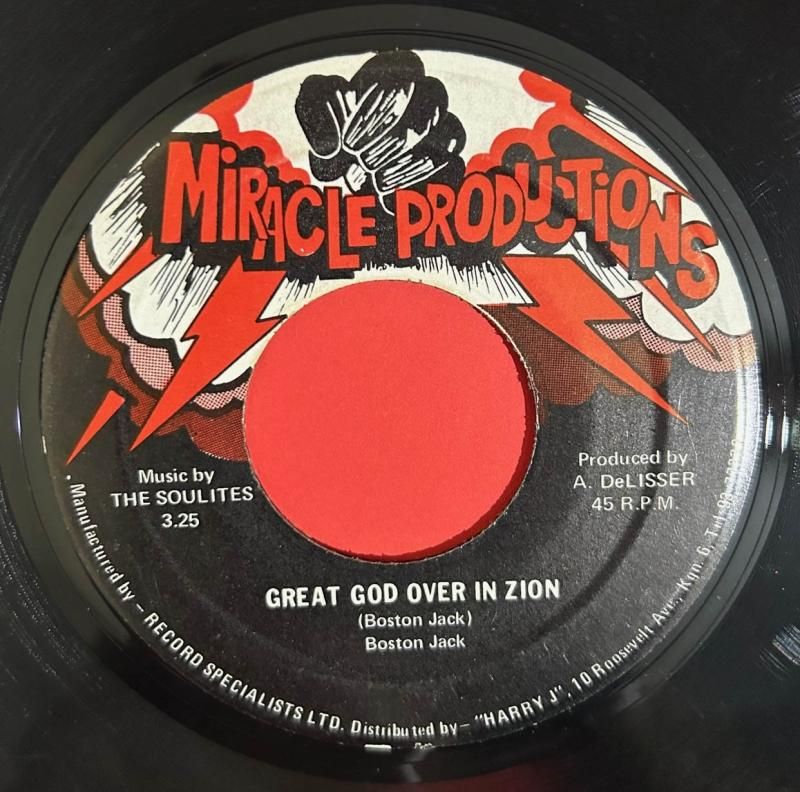 MiRACLE PRODUCTiONS
Music by
THE SOULITES
3.25
Produced by
A. DeLISSER
45 R.P.M.
GREAT GOD OVER IN ZION
(Boston Jack)
Boston Jack
Manufactured by – RECORD SPECIALISTS LTD. Distributed by – "HARRY J", 10 Roosevelt Ave., Kgn. 6,